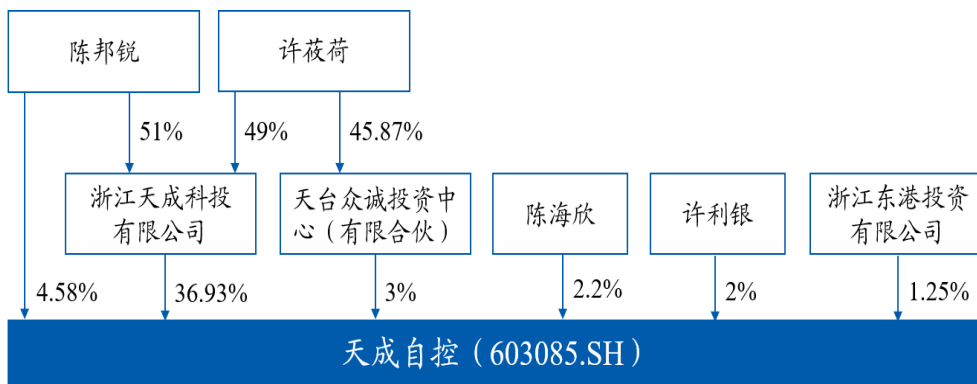 陈邦锐
许莜荷
51%
49%
45.87%
浙江天成科投
有限公司
天台众诚投资中
心（有限合伙）
陈海欣
许利银
浙江东港投资
有限公司
4.58%
36.93%
3%
2.2%
2%
1.25%
天成自控（603085.SH）